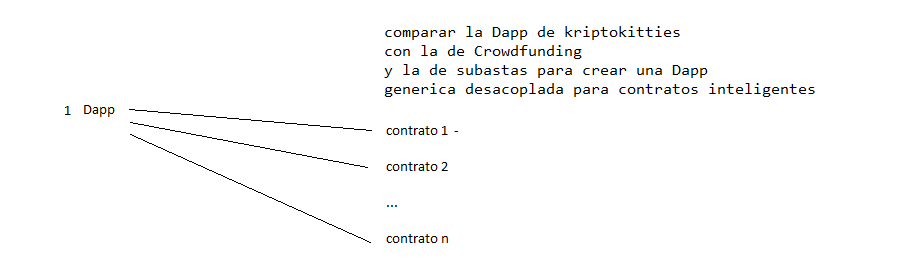 comparar la Dapp de kriptokitties
con la de Crowdfunding
y la de subastas para crear una Dapp
generica desacoplada para contratos inteligentes
1 Dapp
contrato 1 -
contrato 2
...
contrato n